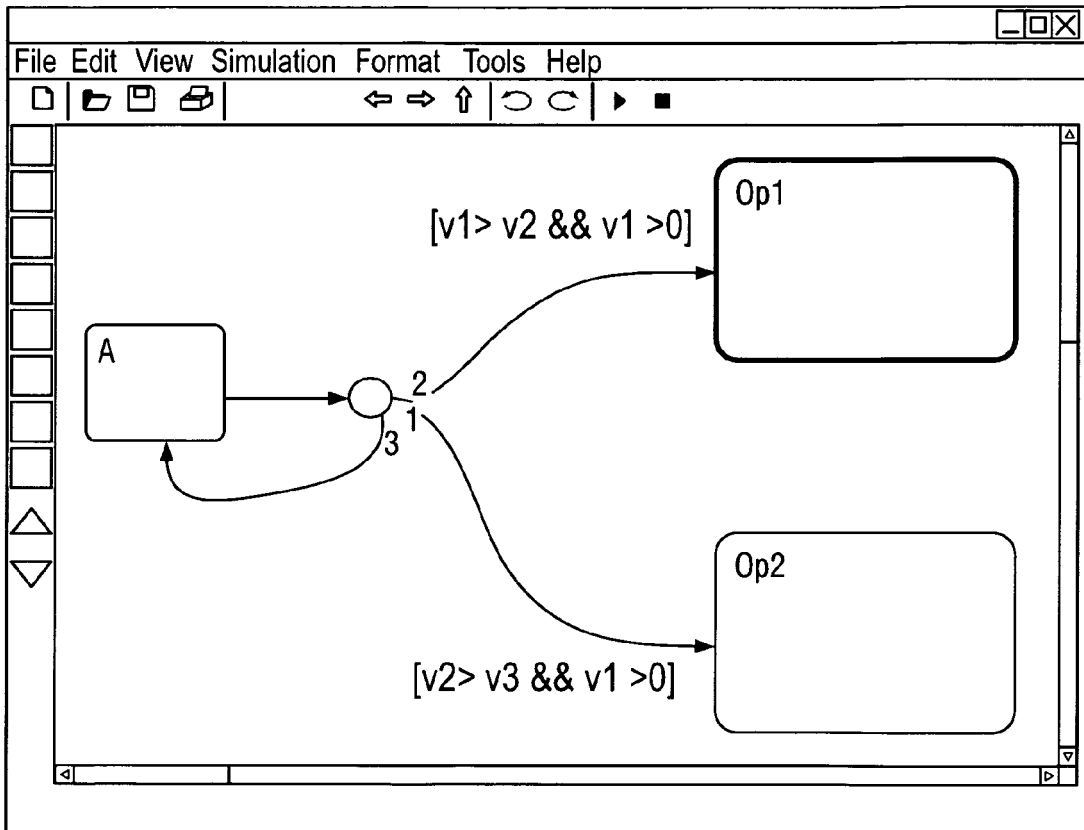 File Edit View Simulation Format Tools Help
Op1
[v1> v2 && v1 >0]
A
2
1
3
Op2
[v2> v3 && v1 >0]